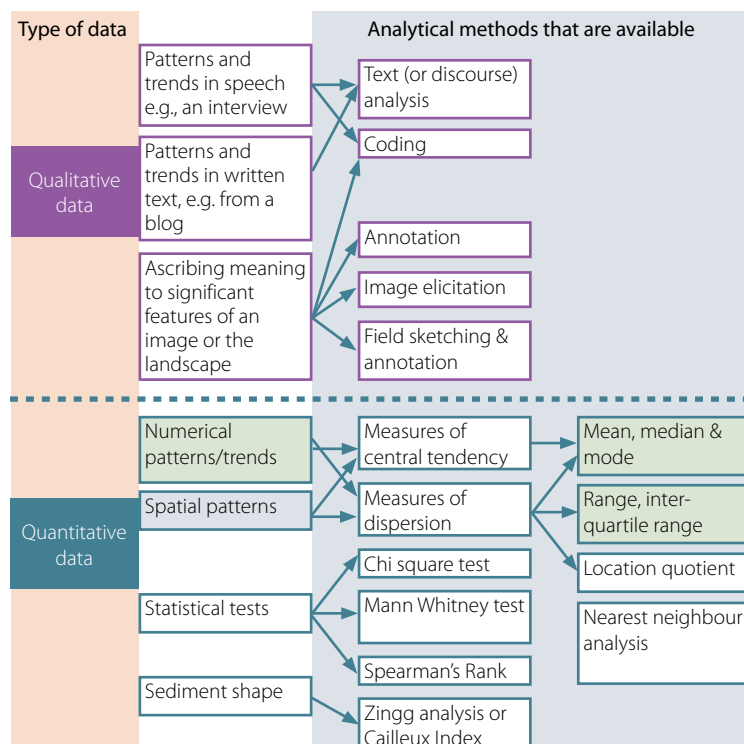 Type of data
Analytical methods that are available
Qualitative
data
Patterns and
trends in speech
e.g., an interview
Patterns and
trends in written
text, e.g. from a
blog
Ascribing meaning
to significant
features of an
image or the
landscape
Text (or discourse)
analysis
Coding
Annotation
Image elicitation
Field sketching &
annotation
Quantitative
data
Numerical
patterns/trends
Spatial patterns
Statistical tests
Sediment shape
Measures of
central tendency
Measures of
dispersion
Chi square test
Mann Whitney test
Spearman's Rank
Zingg analysis or
Cailleux Index
Mean, median &
mode
Range, inter-
quartile range
Location quotient
Nearest neighbour
analysis